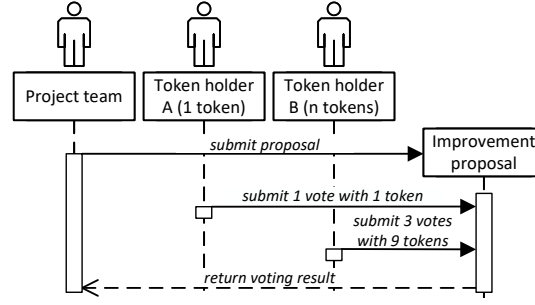 Project team
Token holder
A (1 token)
Token holder
B (n tokens)
submit proposal
Improvement
proposal
submit 1 vote with 1 token
submit 3 votes
with 9 tokens
return voting result